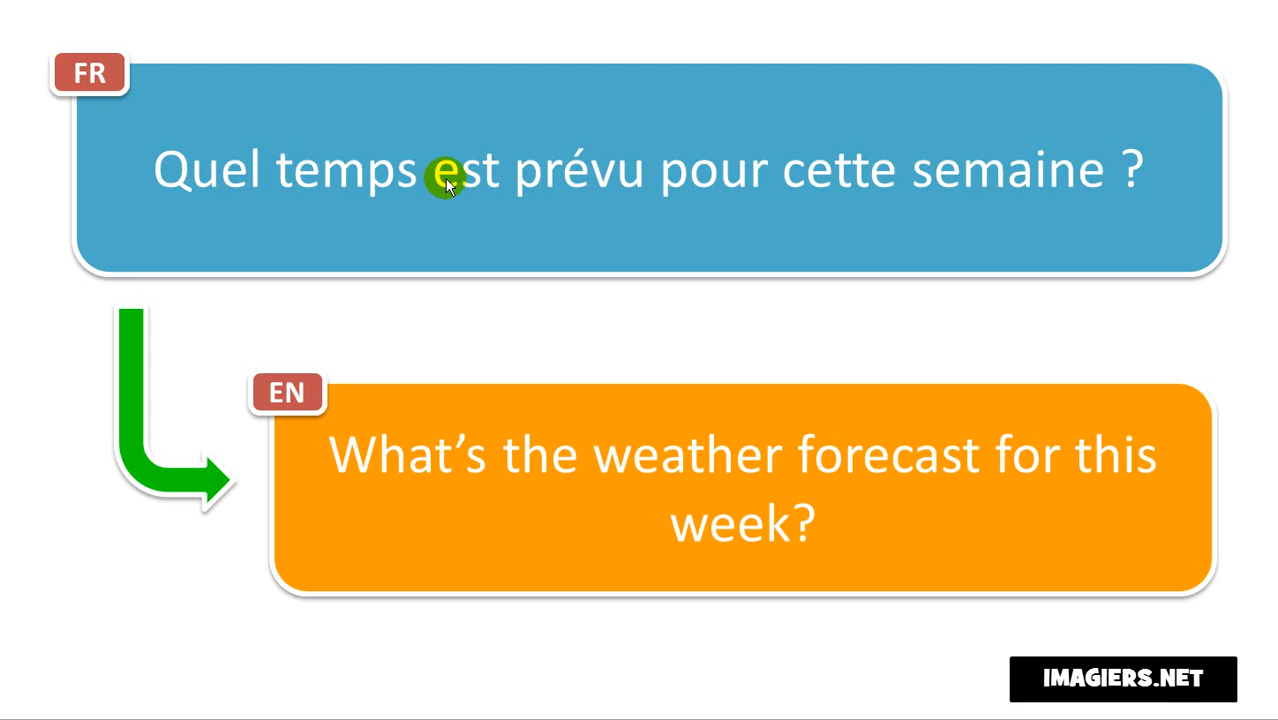 FR
Quel temps est prévu pour cette semaine ?
EN
What’s the weather forecast for this
week?
IMAGIERS.NET